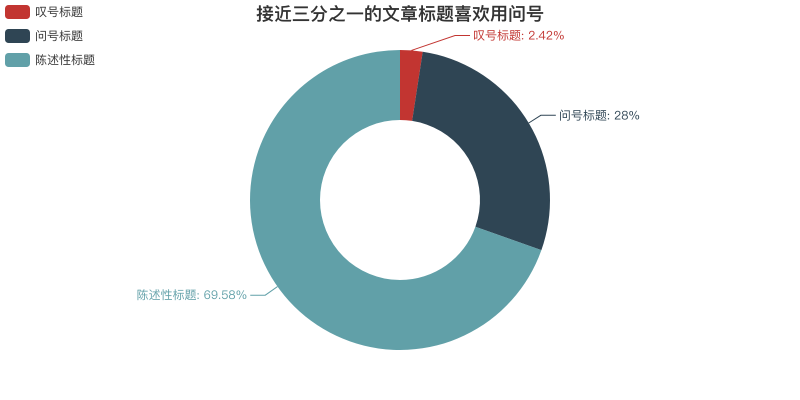 接近三分之一的文章标题喜欢用问号
叹号标题
问号标题
陈述性标题
叹号标题: 2.42%
问号标题: 28%
陈述性标题: 69.58%